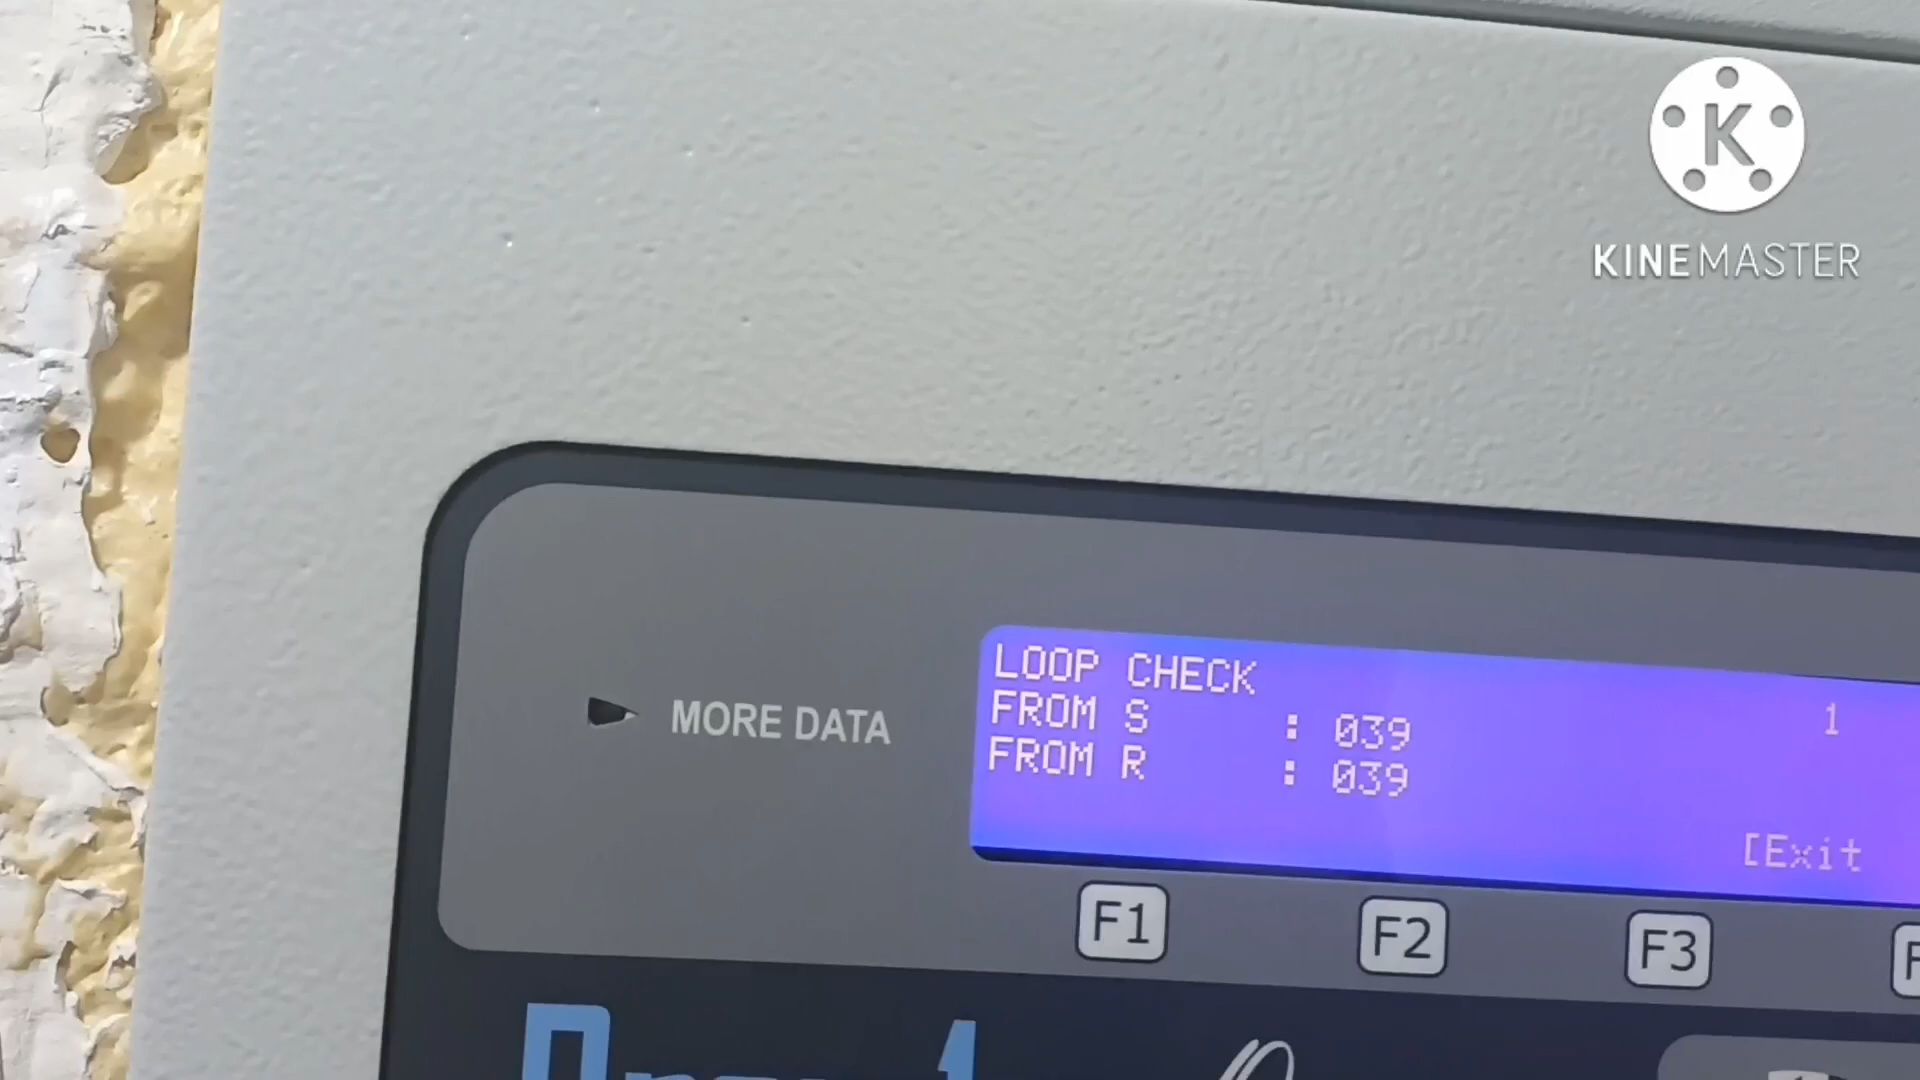 K
KINEMASTER
MORE DATA
LOOP CHECK 1
FROM S : 039
FROM R : 039
[Exit
F1 F2 F3